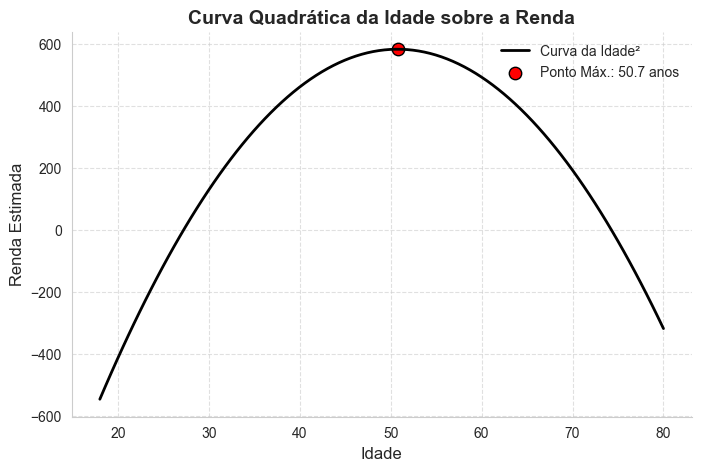 Curva Quadrática da Idade sobre a Renda
Curva da Idade²
Ponto Máx.: 50.7 anos
Renda Estimada
600
400
200
0
−200
−400
−600
20 30 40 50 60 70 80
Idade